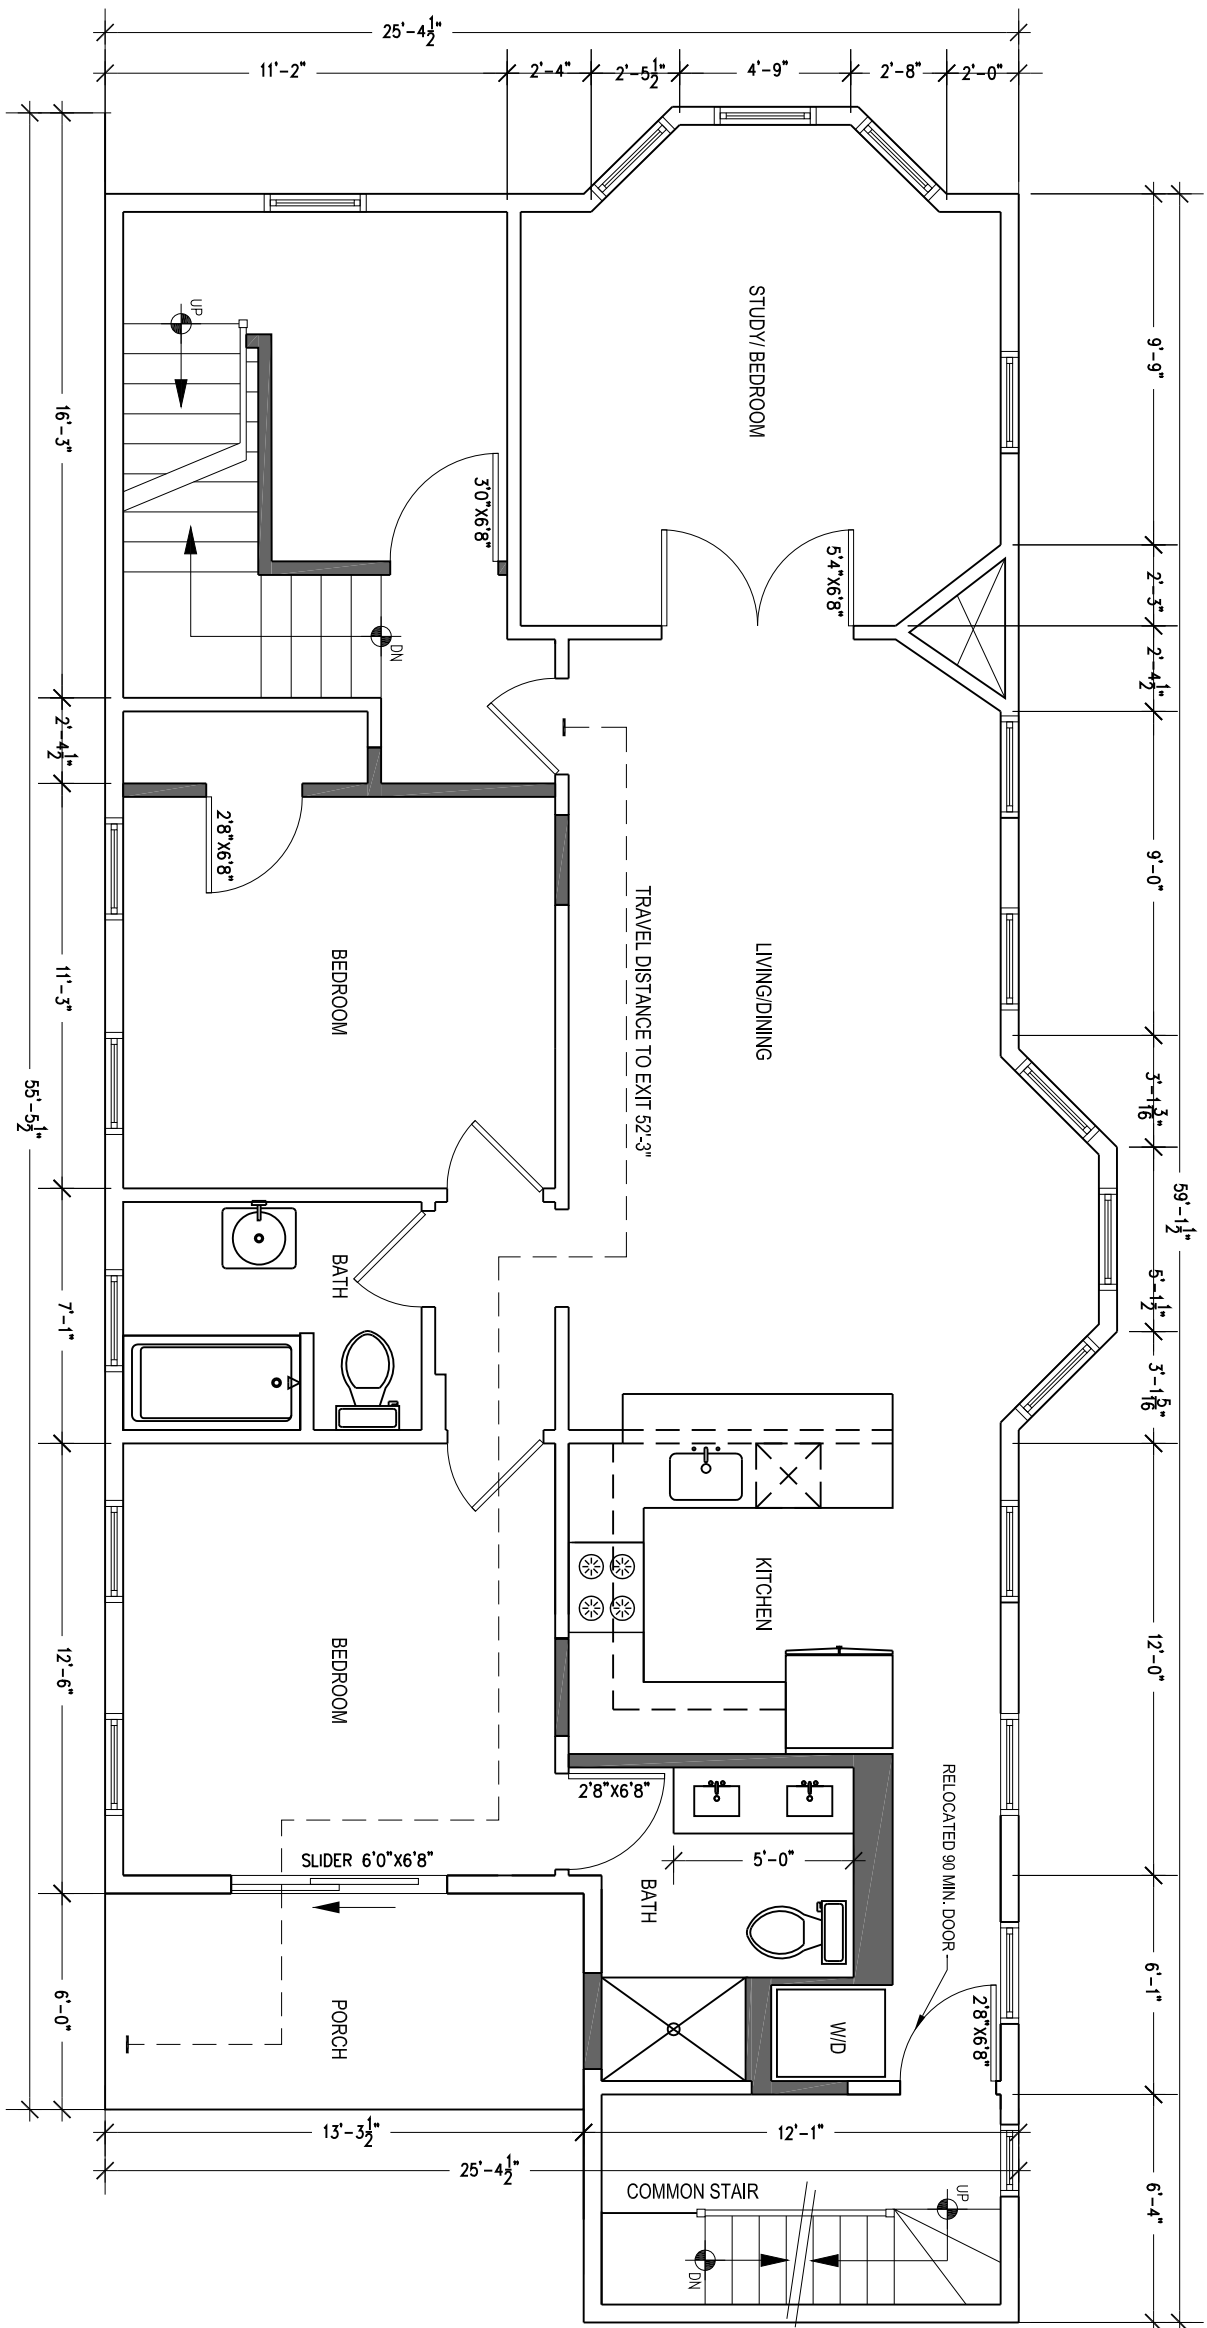 25'-4½"
11'-2"
2'-4"
2'-5½"
4'-9"
2'-8"
2'-0"
UP
STUDY/BEDROOM
9'-9"
59'-1½"
16'-3"
55'-5½"
3'0"X6'8"
5'4"X6'8"
2'-3"
DN
2'-4½"
2'-4½"
2'8"X6'8"
9'-0"
TRAVEL DISTANCE TO EXIT 52'-3"
LIVING/DINING
BEDROOM
11'-3"
3'-1 3/16"
BATH
5'-1½"
7'-1"
3'-1 5/16"
KITCHEN
12'-0"
BEDROOM
12'-6"
2'8"X6'8"
RELOCATED 90 MIN. DOOR
SLIDER 6'0"X6'8"
5'-0"
BATH
6'-1"
PORCH
6'-0"
W/D
2'8"X6'8"
13'-3½"
12'-1"
25'-4½"
COMMON STAIR
UP
6'-4"
DN